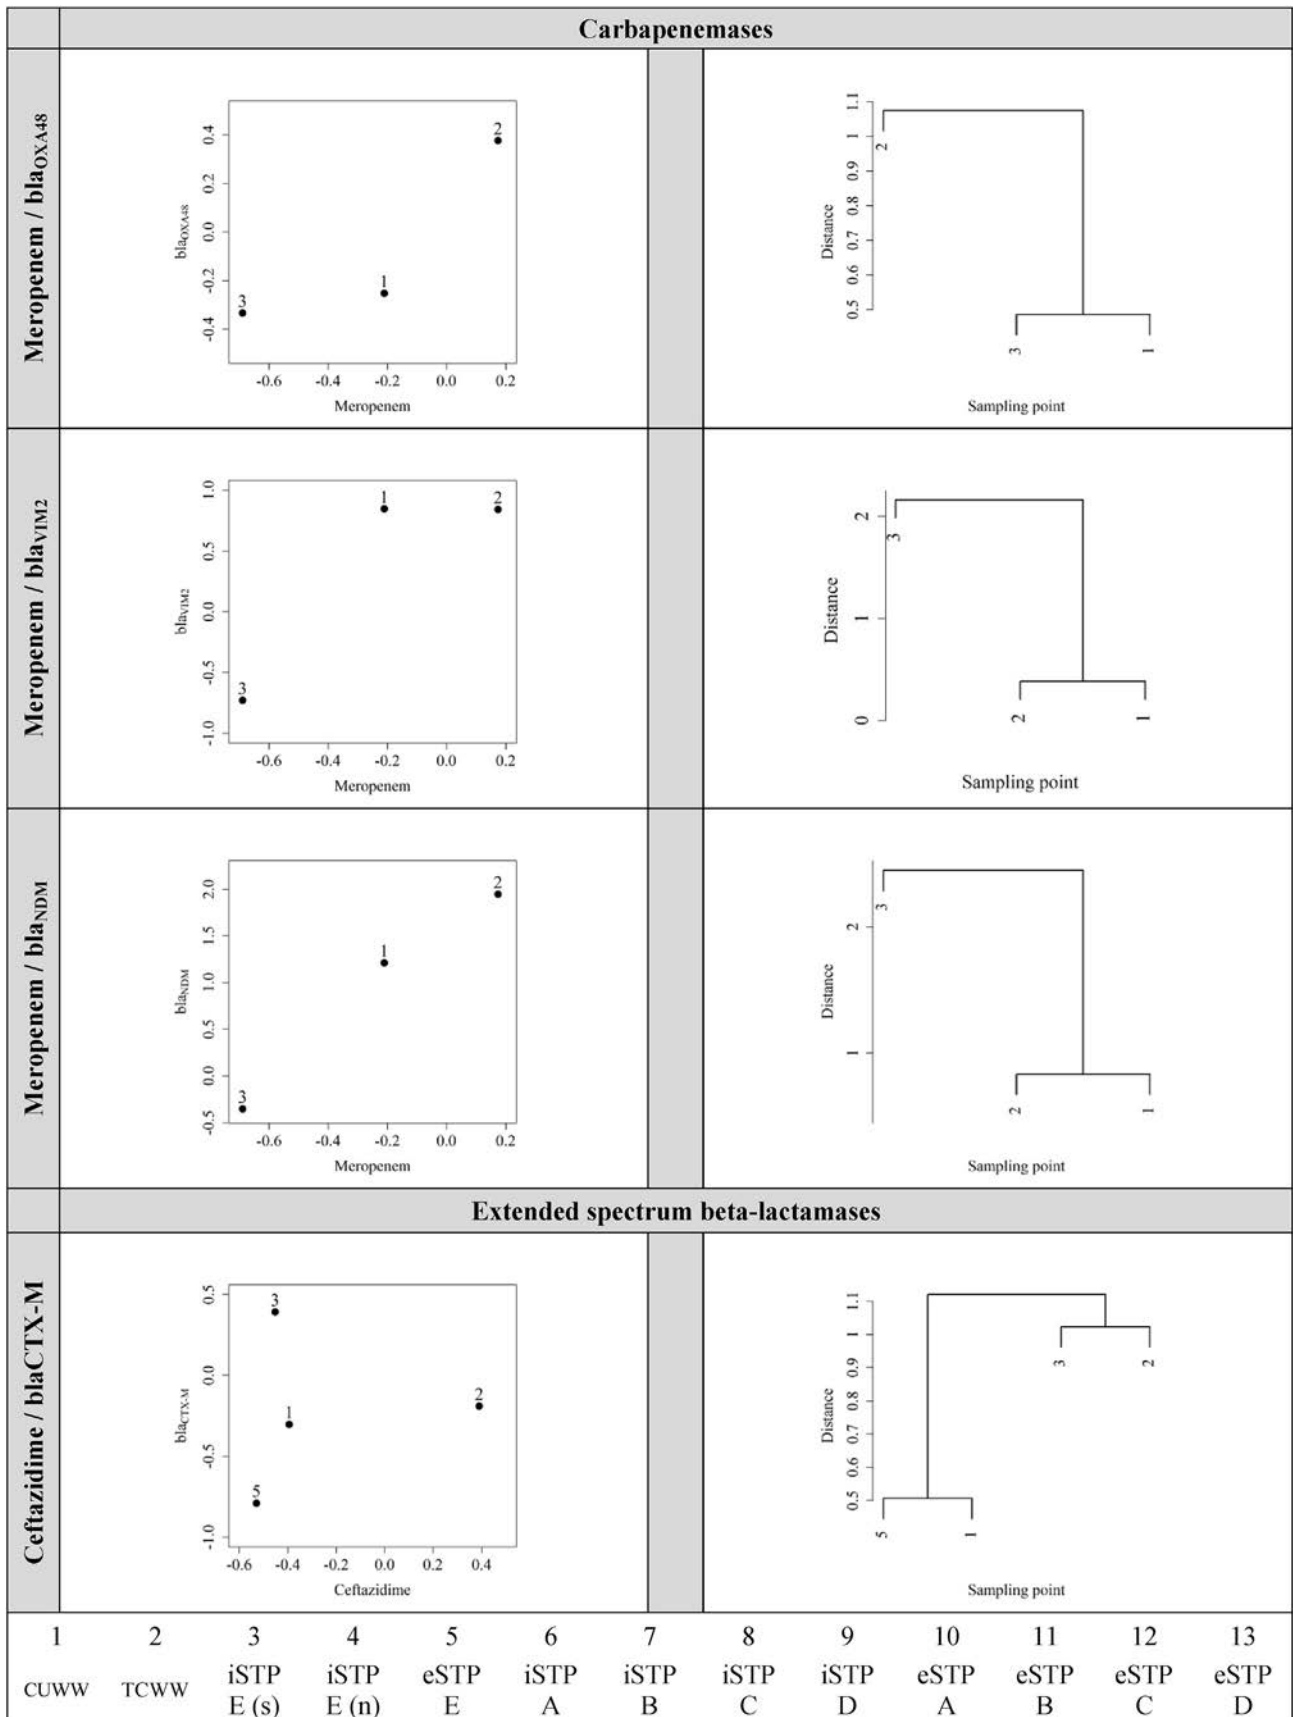 Carbapenemases
Meropenem / blaOXA48
blaOXA48
0.4
0.2
0.0
-0.2
-0.4
2
1
3
-0.6 -0.4 -0.2 0.0 0.2
Meropenem
Distance
1.1
1
0.9
0.8
0.7
0.6
0.5
2
3 1
Sampling point
Meropenem / blaVIM2
blaVIM2
1.0
0.5
0.0
-0.5
-1.0
1 2
3
-0.6 -0.4 -0.2 0.0 0.2
Meropenem
Distance
2
1
0
3
2 1
Sampling point
Meropenem / blaNDM
blaNDM
2.0
1.5
1.0
0.5
0.0
-0.5
2
1
3
-0.6 -0.4 -0.2 0.0 0.2
Meropenem
Distance
2
1
3
2 1
Sampling point
Extended spectrum beta-lactamases
Ceftazidime / blaCTX-M
blaCTX-M
0.5
0.0
-0.5
-1.0
3
2
1
5
-0.6 -0.4 -0.2 0.0 0.2 0.4
Ceftazidime
Distance
1.1
1
0.9
0.8
0.7
0.6
0.5
3 2
5 1
Sampling point
1 2 3 4 5 6 7 8 9 10 11 12 13
CUWW TCWW iSTP iSTP eSTP iSTP iSTP iSTP iSTP eSTP eSTP eSTP eSTP
E (s) E (n) E A B C D A B C D